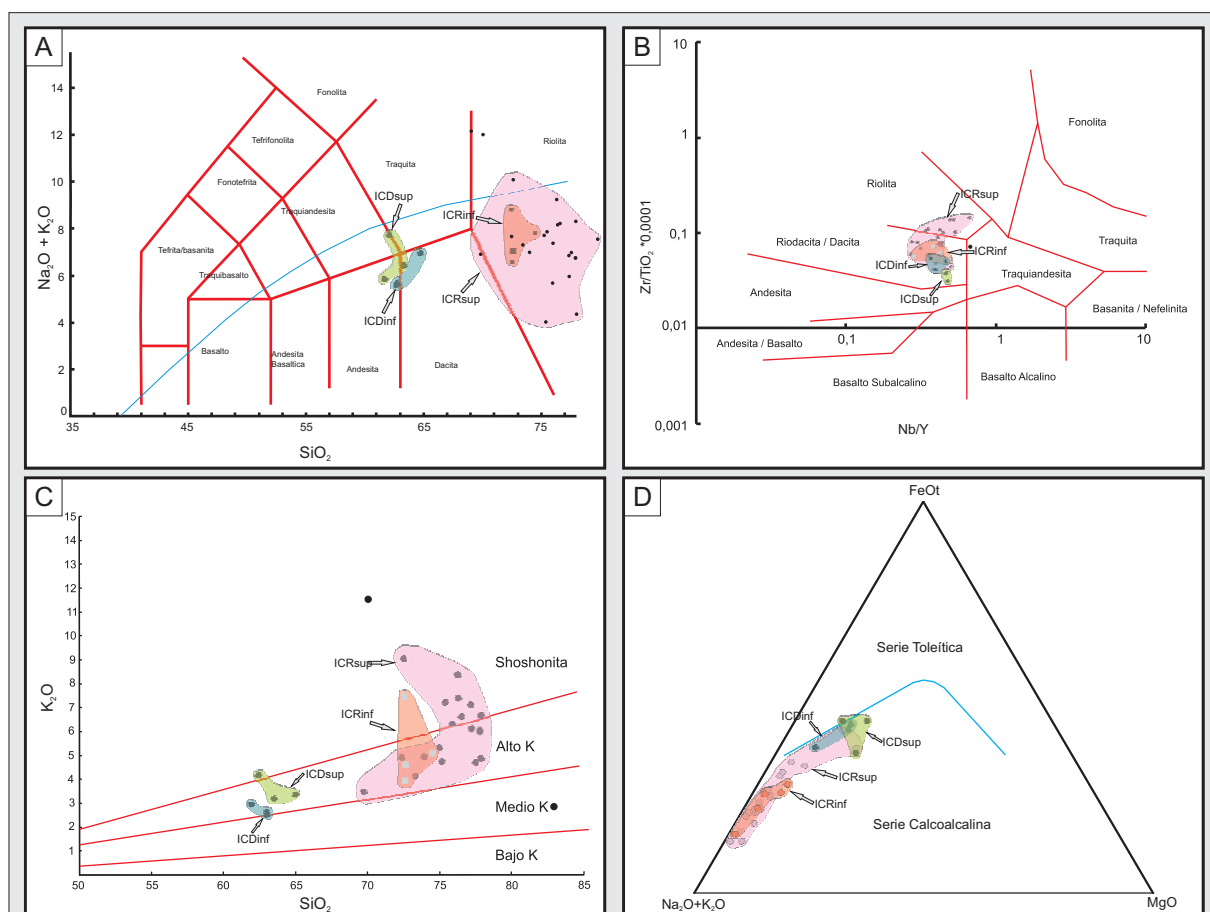 A
Na₂O + K₂O
14
12
10
8
6
4
2
0
35
45
55
65
75
SiO₂
Fonolita
Tefrifonolita
Fonotefrita
Traquita
Riolita
Traquiandesita
Tefrita/basanita
Traquibasalto
Basalto
Andesita
Basaltica
Andesita
Dacita
ICDsup
ICRinf
ICRsup
ICDinf
B
Zr/TiO₂ *0,0001
10
1
0,1
0,01
0,001
0,1
1
10
Nb/Y
Fonolita
Riolita
ICRsup
Riodacita / Dacita
ICRinf
ICDinf
Traquita
Traquiandesita
Andesita
ICDsup
Basanita / Nefelinita
Andesita / Basalto
Basalto Subalcalino
Basalto Alcalino
C
K₂O
15
14
13
12
11
10
9
8
7
6
5
4
3
2
1
50
55
60
65
70
75
80
85
SiO₂
ICRsup
Shoshonita
ICRinf
Alto K
ICDsup
Medio K
ICDinf
Bajo K
D
FeOt
Serie Toleítica
ICDinf
ICDsup
ICRsup
ICRinf
Serie Calcoalcalina
Na₂O+K₂O
MgO